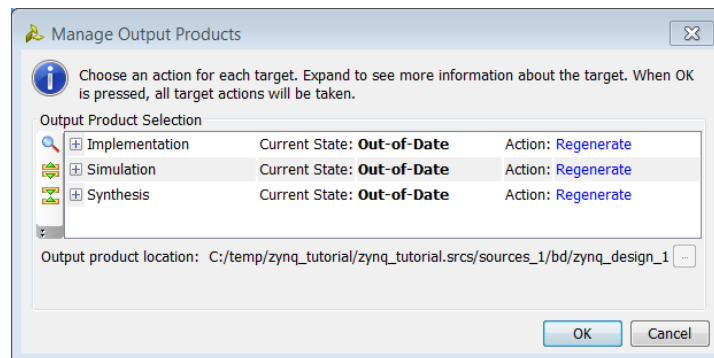 Manage Output Products
Choose an action for each target. Expand to see more information about the target. When OK
is pressed, all target actions will be taken.
Output Product Selection
Implementation Current State: Out-of-Date Action: Regenerate
Simulation Current State: Out-of-Date Action: Regenerate
Synthesis Current State: Out-of-Date Action: Regenerate
Output product location: C:/temp/zynq_tutorial/zynq_tutorial.srcs/sources_1/bd/zynq_design_1 ...
OK Cancel